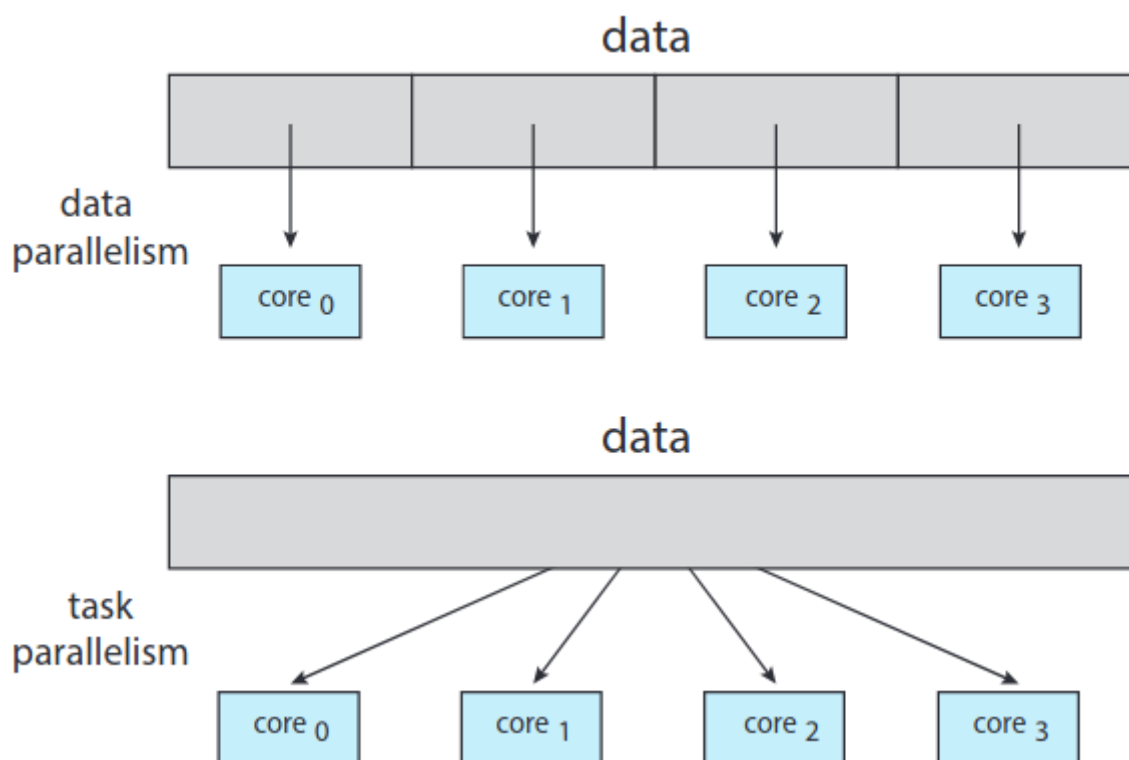 data
data
parallelism
core 0
core 1
core 2
core 3
data
task
parallelism
core 0
core 1
core 2
core 3